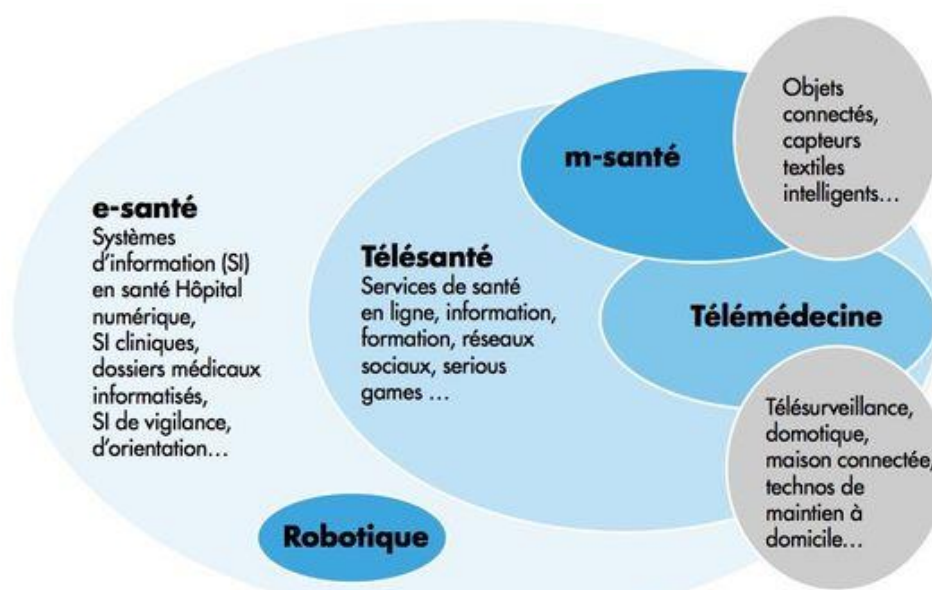 e-santé
Systèmes
d'information (SI)
en santé Hôpital
numérique,
SI cliniques,
dossiers médicaux
informatisés,
SI de vigilance,
d'orientation…
Télésanté
Services de santé
en ligne, information,
formation, réseaux
sociaux, serious
games …
m-santé
Objets
connectés,
capteurs
textiles
intelligents…
Télémédecine
Télésurveillance,
domotique,
maison connectée,
technos de
maintien à
domicile…
Robotique